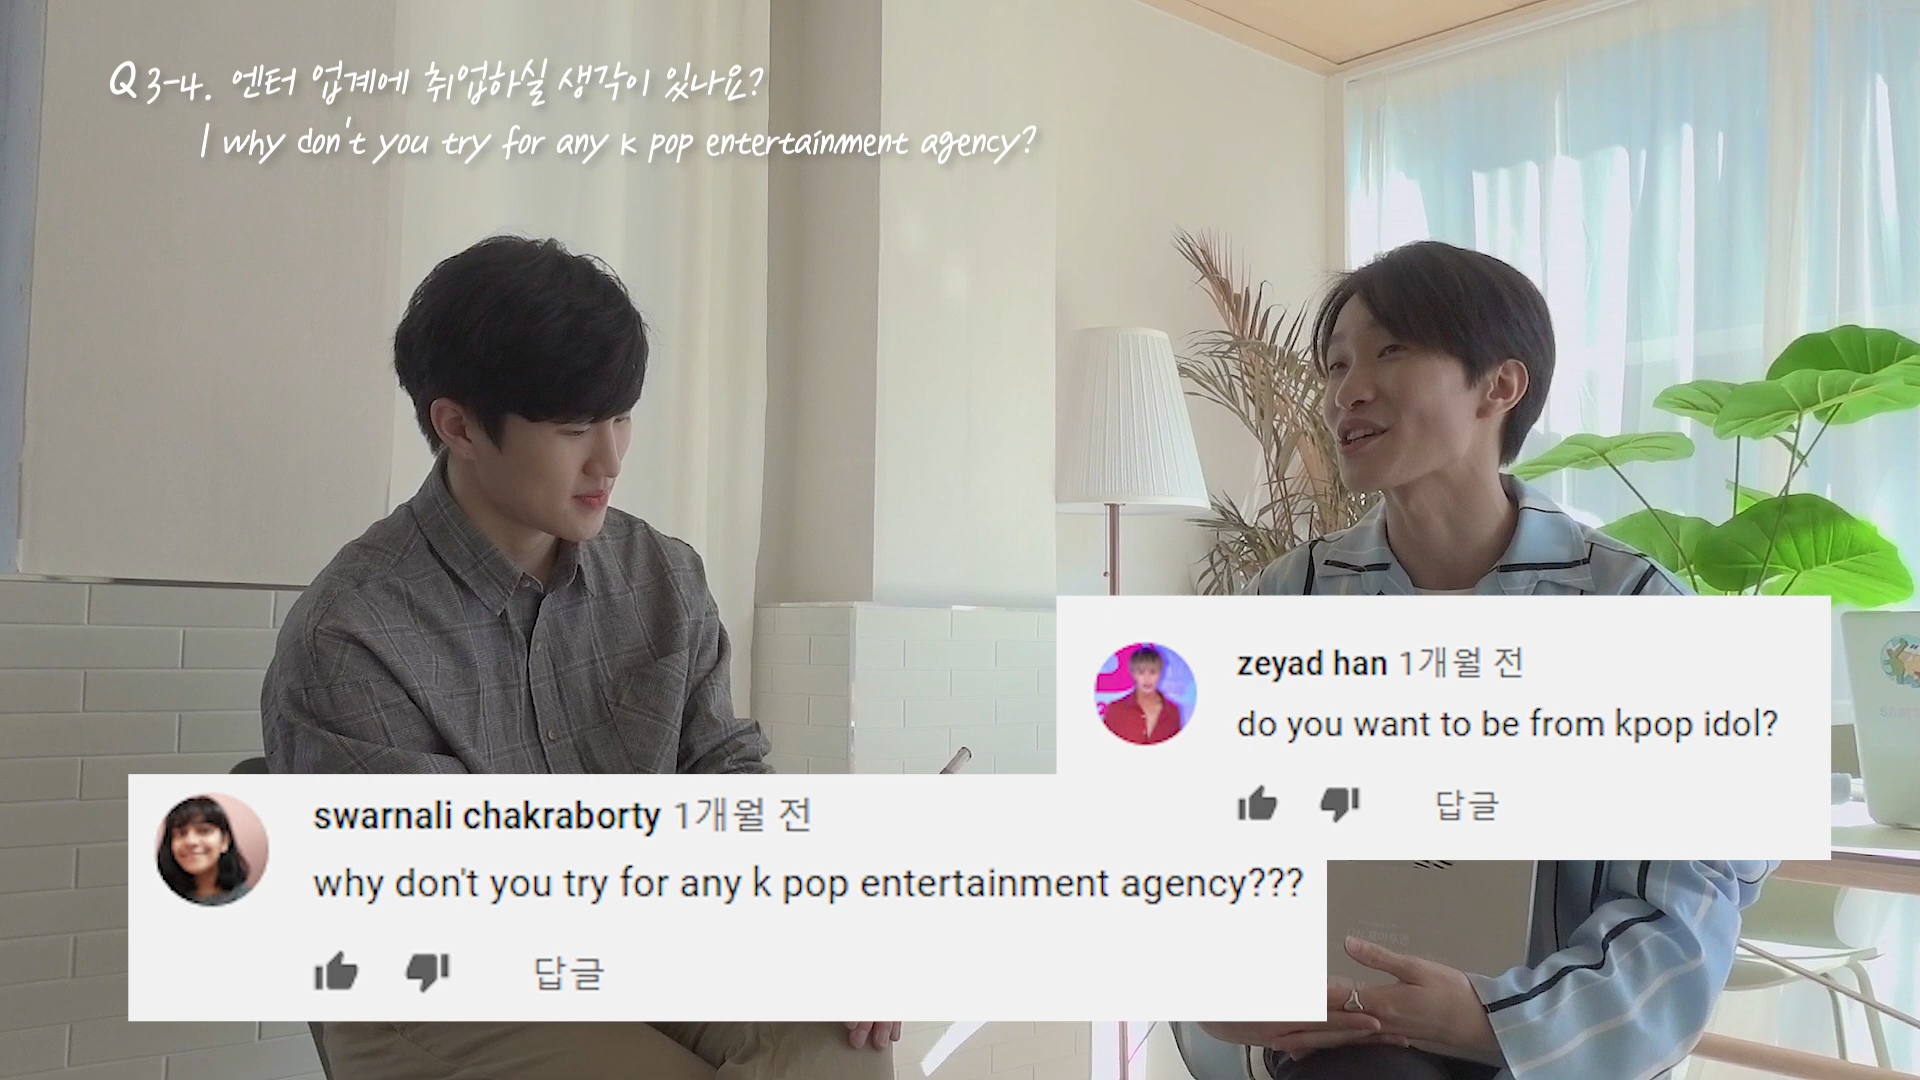 Q 3-4. 엔터 업계에 취업하실 생각이 있나요?
| why don't you try for any k pop entertainment agency?
zeyad han 1개월 전
do you want to be from kpop idol?
답글
swarnali chakraborty 1개월 전
why don't you try for any k pop entertainment agency???
답글